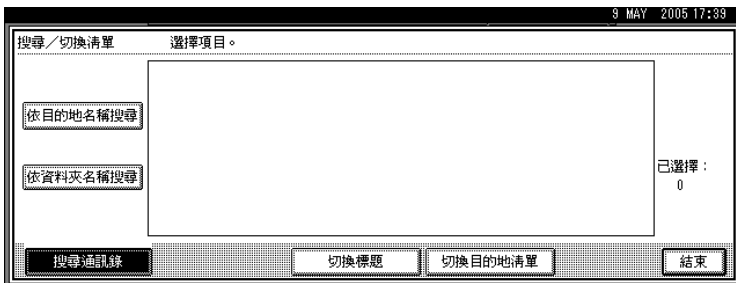 9 MAY 2005 17:39
搜尋／切換清單 選擇項目。
依目的地名稱搜尋
依資料夾名稱搜尋
已選擇：
0
搜尋通訊錄 切換標題 切換目的地清單 結束